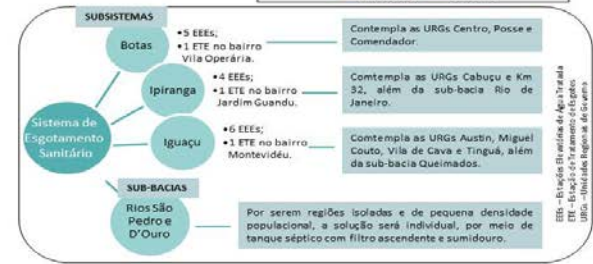 SUBSISTEMAS
Botas
•5 EEEs;
•1 ETE no bairro
Vila Operária.
Contempla as URGs Centro, Posse e
Comendador.
Ipiranga
•4 EEEs;
•1 ETE no bairro
Jardim Guandu.
Comtempla as URGs Cabuçu e Km
32, além da sub-bacia Rio de
Janeiro.
Sistema de
Esgotamento
Sanitário
Iguaçu
•6 EEEs;
•1 ETE no bairro
Montevidéu.
Contempla as URGs Austin, Miguel
Couto, Vila de Cava e Tinguá, além
da sub-bacia Queimados.
SUB-BACIAS
Rios São
Pedro e
D'Ouro
Por serem regiões isoladas e de pequena densidade
populacional, a solução será individual, por meio de
tanque séptico com filtro ascendente e sumidouro.
EEEs – Estações Elevatórias de Água Tratada
ETE – Estação de Tratamento de Esgotos
URGs – Unidades Regionais de Governo